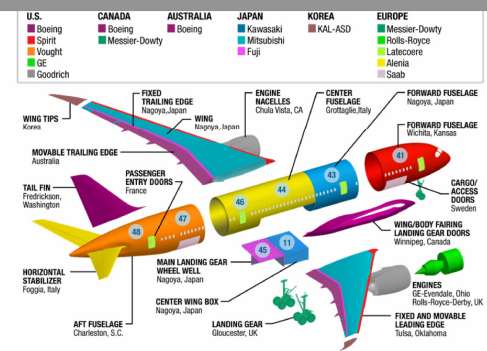 U.S.
Boeing
Spirit
Vought
GE
Goodrich
CANADA
Boeing
Messier-Dowty
AUSTRALIA
Boeing
JAPAN
Kawasaki
Mitsubishi
Fuji
KOREA
KAL-ASD
EUROPE
Messier-Dowty
Rolls-Royce
Latecoere
Alenia
Saab
WING TIPS
Korea
FIXED
TRAILING EDGE
Nagoya,Japan
WING
Nagoya,Japan
ENGINE
NACELLES
Chula Vista, CA
CENTER
FUSELAGE
Grottaglie,Italy
FORWARD FUSELAGE
Nagoya, Japan
FORWARD FUSELAGE
Wichita, Kansas
MOVABLE TRAILING EDGE
Australia
PASSENGER
ENTRY DOORS
France
TAIL FIN
Fredrickson,
Washington
41
43
44
46
47
48
45
11
CARGO/
ACCESS
DOORS
Sweden
WING/BODY FAIRING
LANDING GEAR DOORS
Winnipeg, Canada
HORIZONTAL
STABILIZER
Foggia, Italy
MAIN LANDING GEAR
WHEEL WELL
Nagoya, Japan
CENTER WING BOX
Nagoya, Japan
AFT FUSELAGE
Charleston, S.C.
LANDING GEAR
Gloucester, UK
ENGINES
GE-Evendale, Ohio
Rolls-Royce-Derby, UK
FIXED AND MOVABLE
LEADING EDGE
Tulsa, Oklahoma